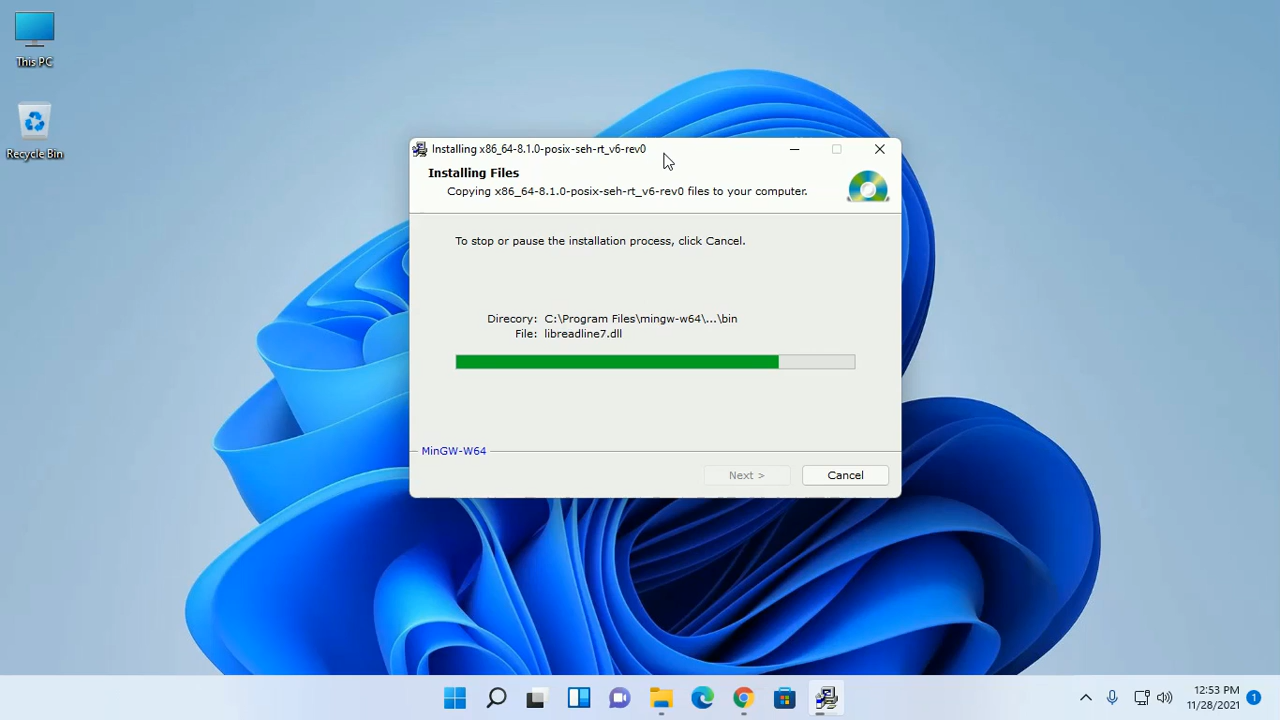 This PC
Recycle Bin
Installing x86_64-8.1.0-posix-seh-rt_v6-rev0
Installing Files
Copying x86_64-8.1.0-posix-seh-rt_v6-rev0 files to your computer.
To stop or pause the installation process, click Cancel.
Direcory: C:\Program Files\mingw-w64\...\bin
File: libreadline7.dll
MinGW-W64
Next >
Cancel
12:53 PM
11/28/2021
1